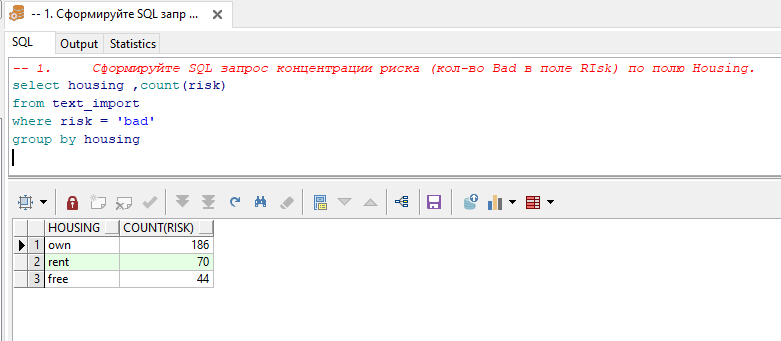 -- 1. Сформируйте SQL запр ...
SQL Output Statistics
-- 1. Сформируйте SQL запрос концентрации риска (кол-во Bad в поле RIsk) по полю Housing.
select housing ,count(risk)
from text_import
where risk = 'bad'
group by housing
HOUSING COUNT(RISK)
1 own 186
2 rent 70
3 free 44